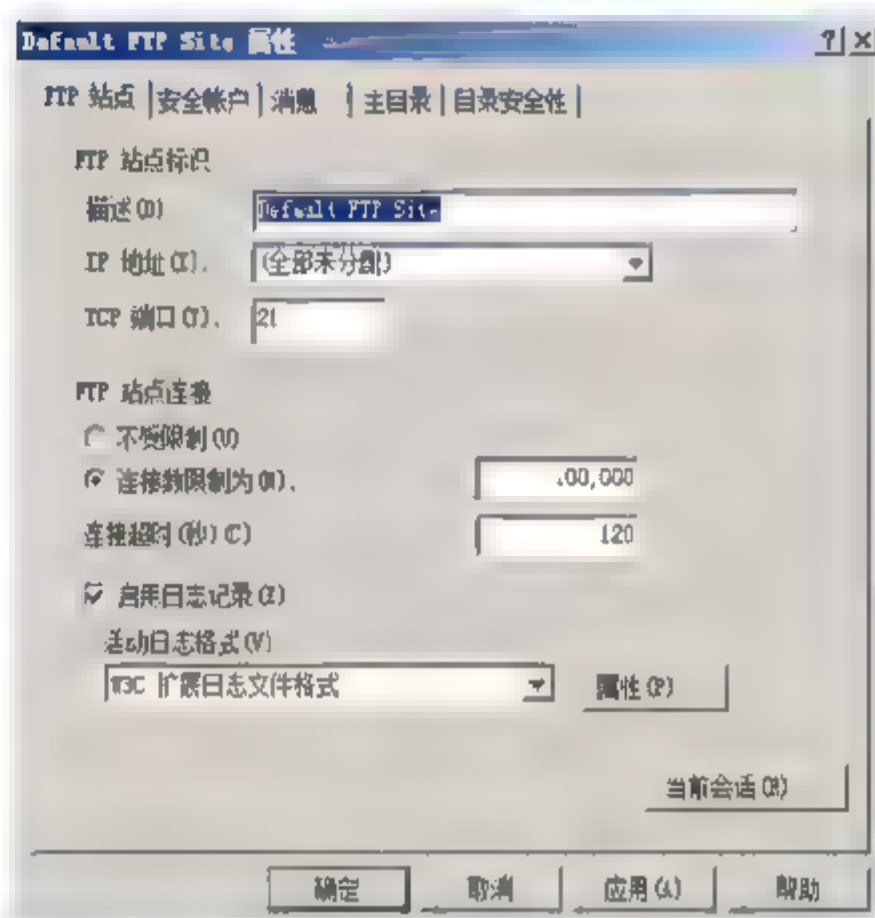 Default FTP Site 属性
FTP 站点 安全帐户 消息 主目录 目录安全性
FTP 站点标识
描述(D)
Default FTP Site
IP 地址(I):
(全部未分配)
TCP 端口(T):
21
FTP 站点连接
不受限制(U)
连接数限制为(M):
00,000
连接超时(秒)(C)
120
启用日志记录(E)
活动日志格式(V)
W3C 扩展日志文件格式
属性(P)
当前会话(R)
确定 取消 应用(A) 帮助